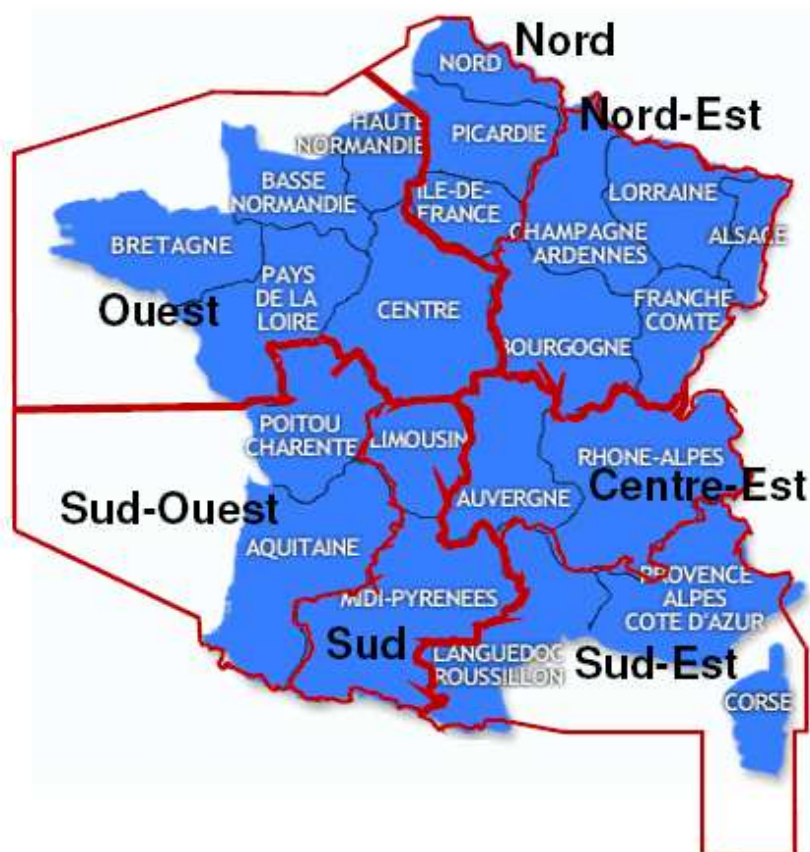 Nord
NORD
Nord-Est
HAUTE
NORMANDIE
PICARDIE
BASSE
NORMANDIE
ILE-DE-
FRANCE
LORRAINE
CHAMPAGNE
ARDENNES
ALSACE
BRETAGNE
PAYS
DE LA
LOIRE
Ouest
CENTRE
FRANCHE
COMTE
BOURGOGNE
POITOU
CHARENTE
LIMOUSIN
RHONE-ALPES
Centre-Est
AUVERGNE
Sud-Ouest
AQUITAINE
MIDI-PYRENEES
PROVENCE
ALPES
COTE D'AZUR
Sud
LANGUEDOC
ROUSSILLON
Sud-Est
CORSE